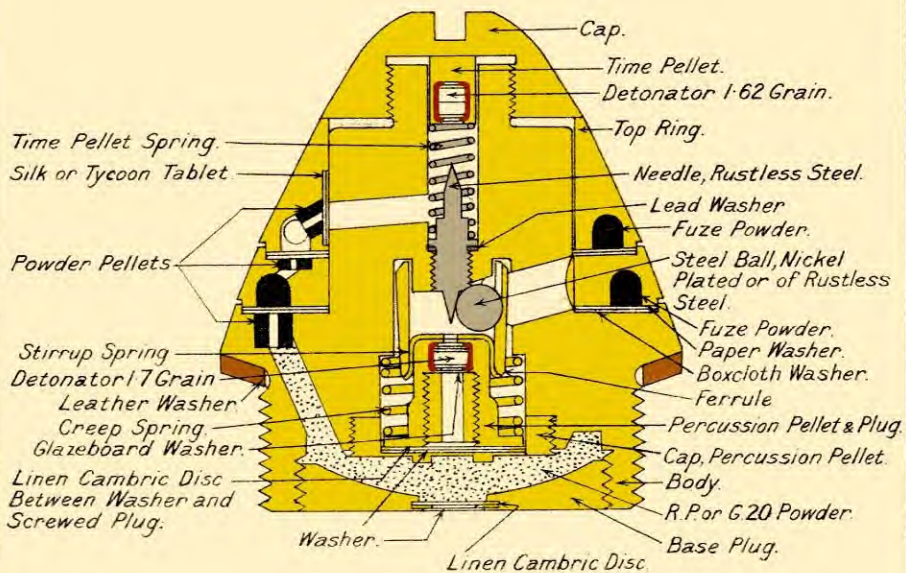 Cap.
Time Pellet.
Detonator 1·62 Grain.
Top Ring.
Time Pellet Spring.
Silk or Tycoon Tablet.
Needle, Rustless Steel.
Lead Washer
Fuze Powder.
Powder Pellets
Steel Ball, Nickel
Plated or of Rustless
Steel.
Fuze Powder.
Paper Washer.
Boxcloth Washer.
Ferrule
Stirrup Spring
Detonator 1·7 Grain
Leather Washer
Creep Spring.
Glazeboard Washer.
Percussion Pellet & Plug.
Cap, Percussion Pellet.
Linen Cambric Disc
Between Washer and
Screwed Plug.
Body.
R.P. or G.20 Powder.
Washer.
Base Plug.
Linen Cambric Disc